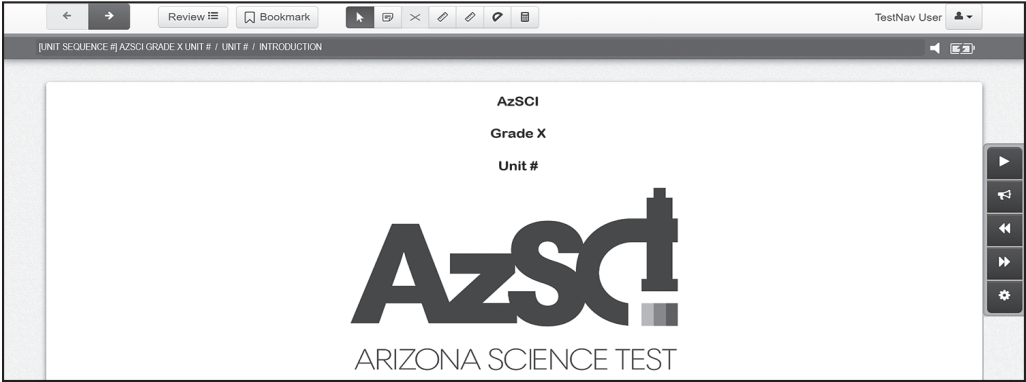 Review Bookmark TestNav User
[UNIT SEQUENCE #] AZSCI GRADE X UNIT # / UNIT # / INTRODUCTION
AzSCI
Grade X
Unit #
AzSCI
ARIZONA SCIENCE TEST